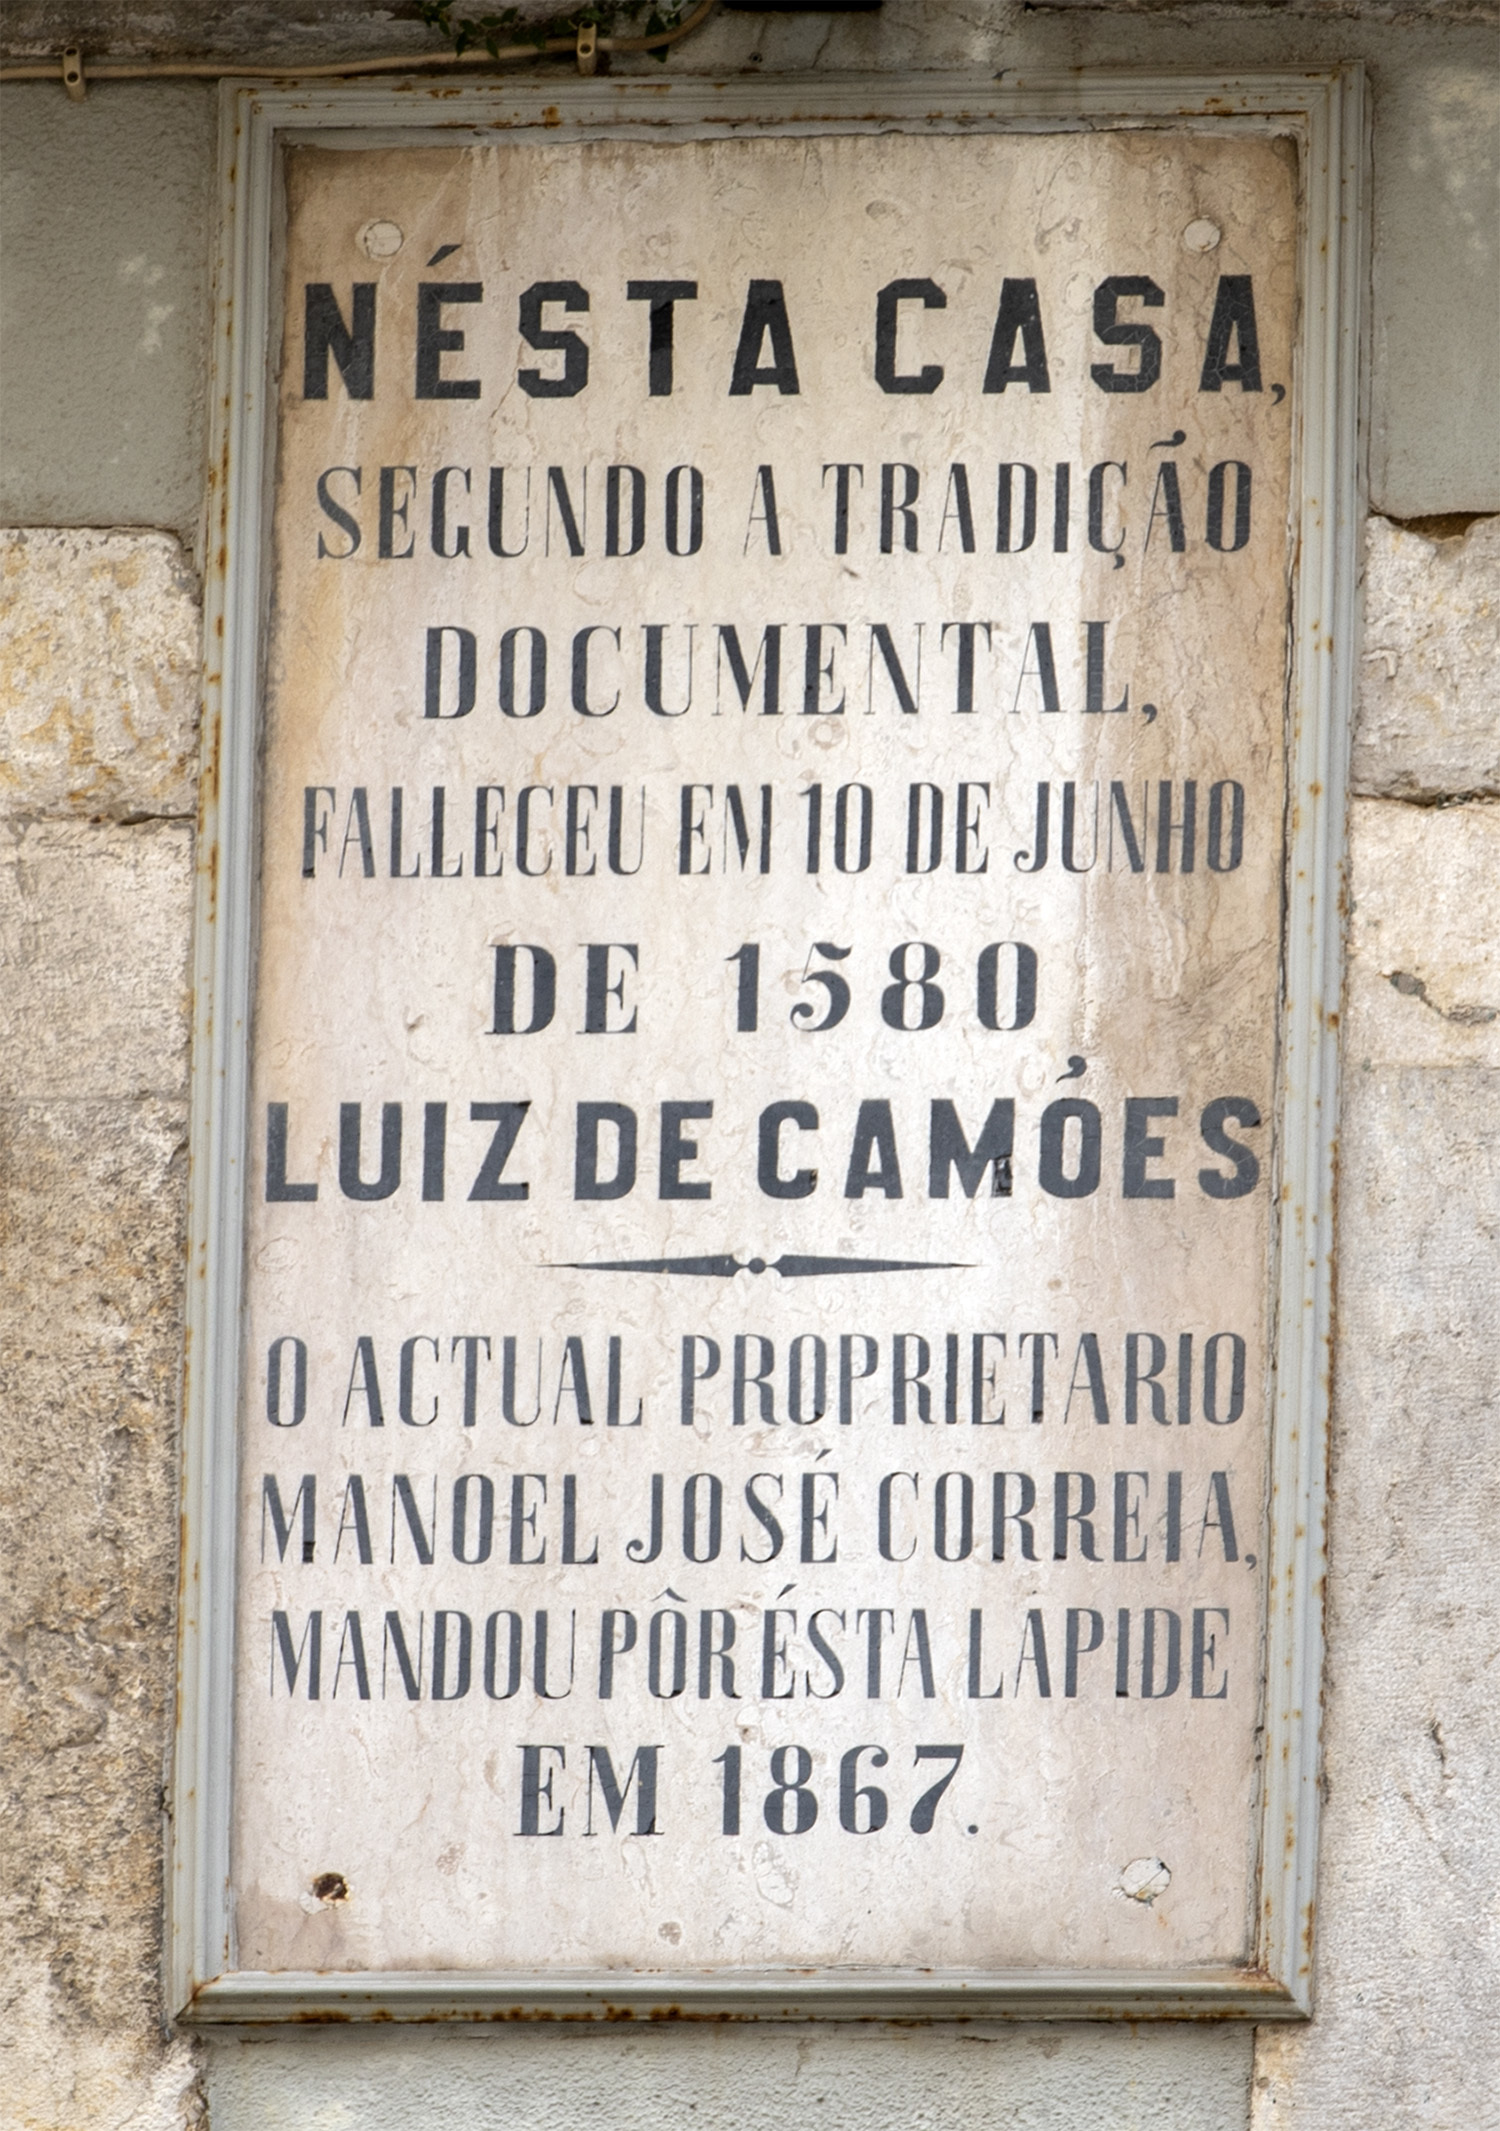 NÉSTA CASA,
SEGUNDO A TRADIÇÃO
DOCUMENTAL,
FALLECEU EM 10 DE JUNHO
DE 1580
LUIZ DE CAMÓES
O ACTUAL PROPRIETARIO
MANOEL JOSÉ CORREIA,
MANDOU PÔR ÉSTA LAPIDE
EM 1867.